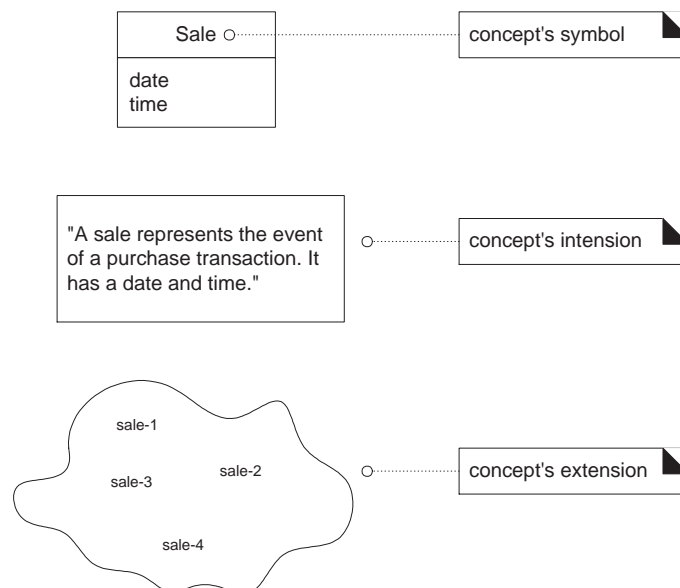 Sale
concept's symbol
date
time
"A sale represents the event
of a purchase transaction. It
has a date and time."
concept's intension
sale-1
sale-2
sale-3
concept's extension
sale-4